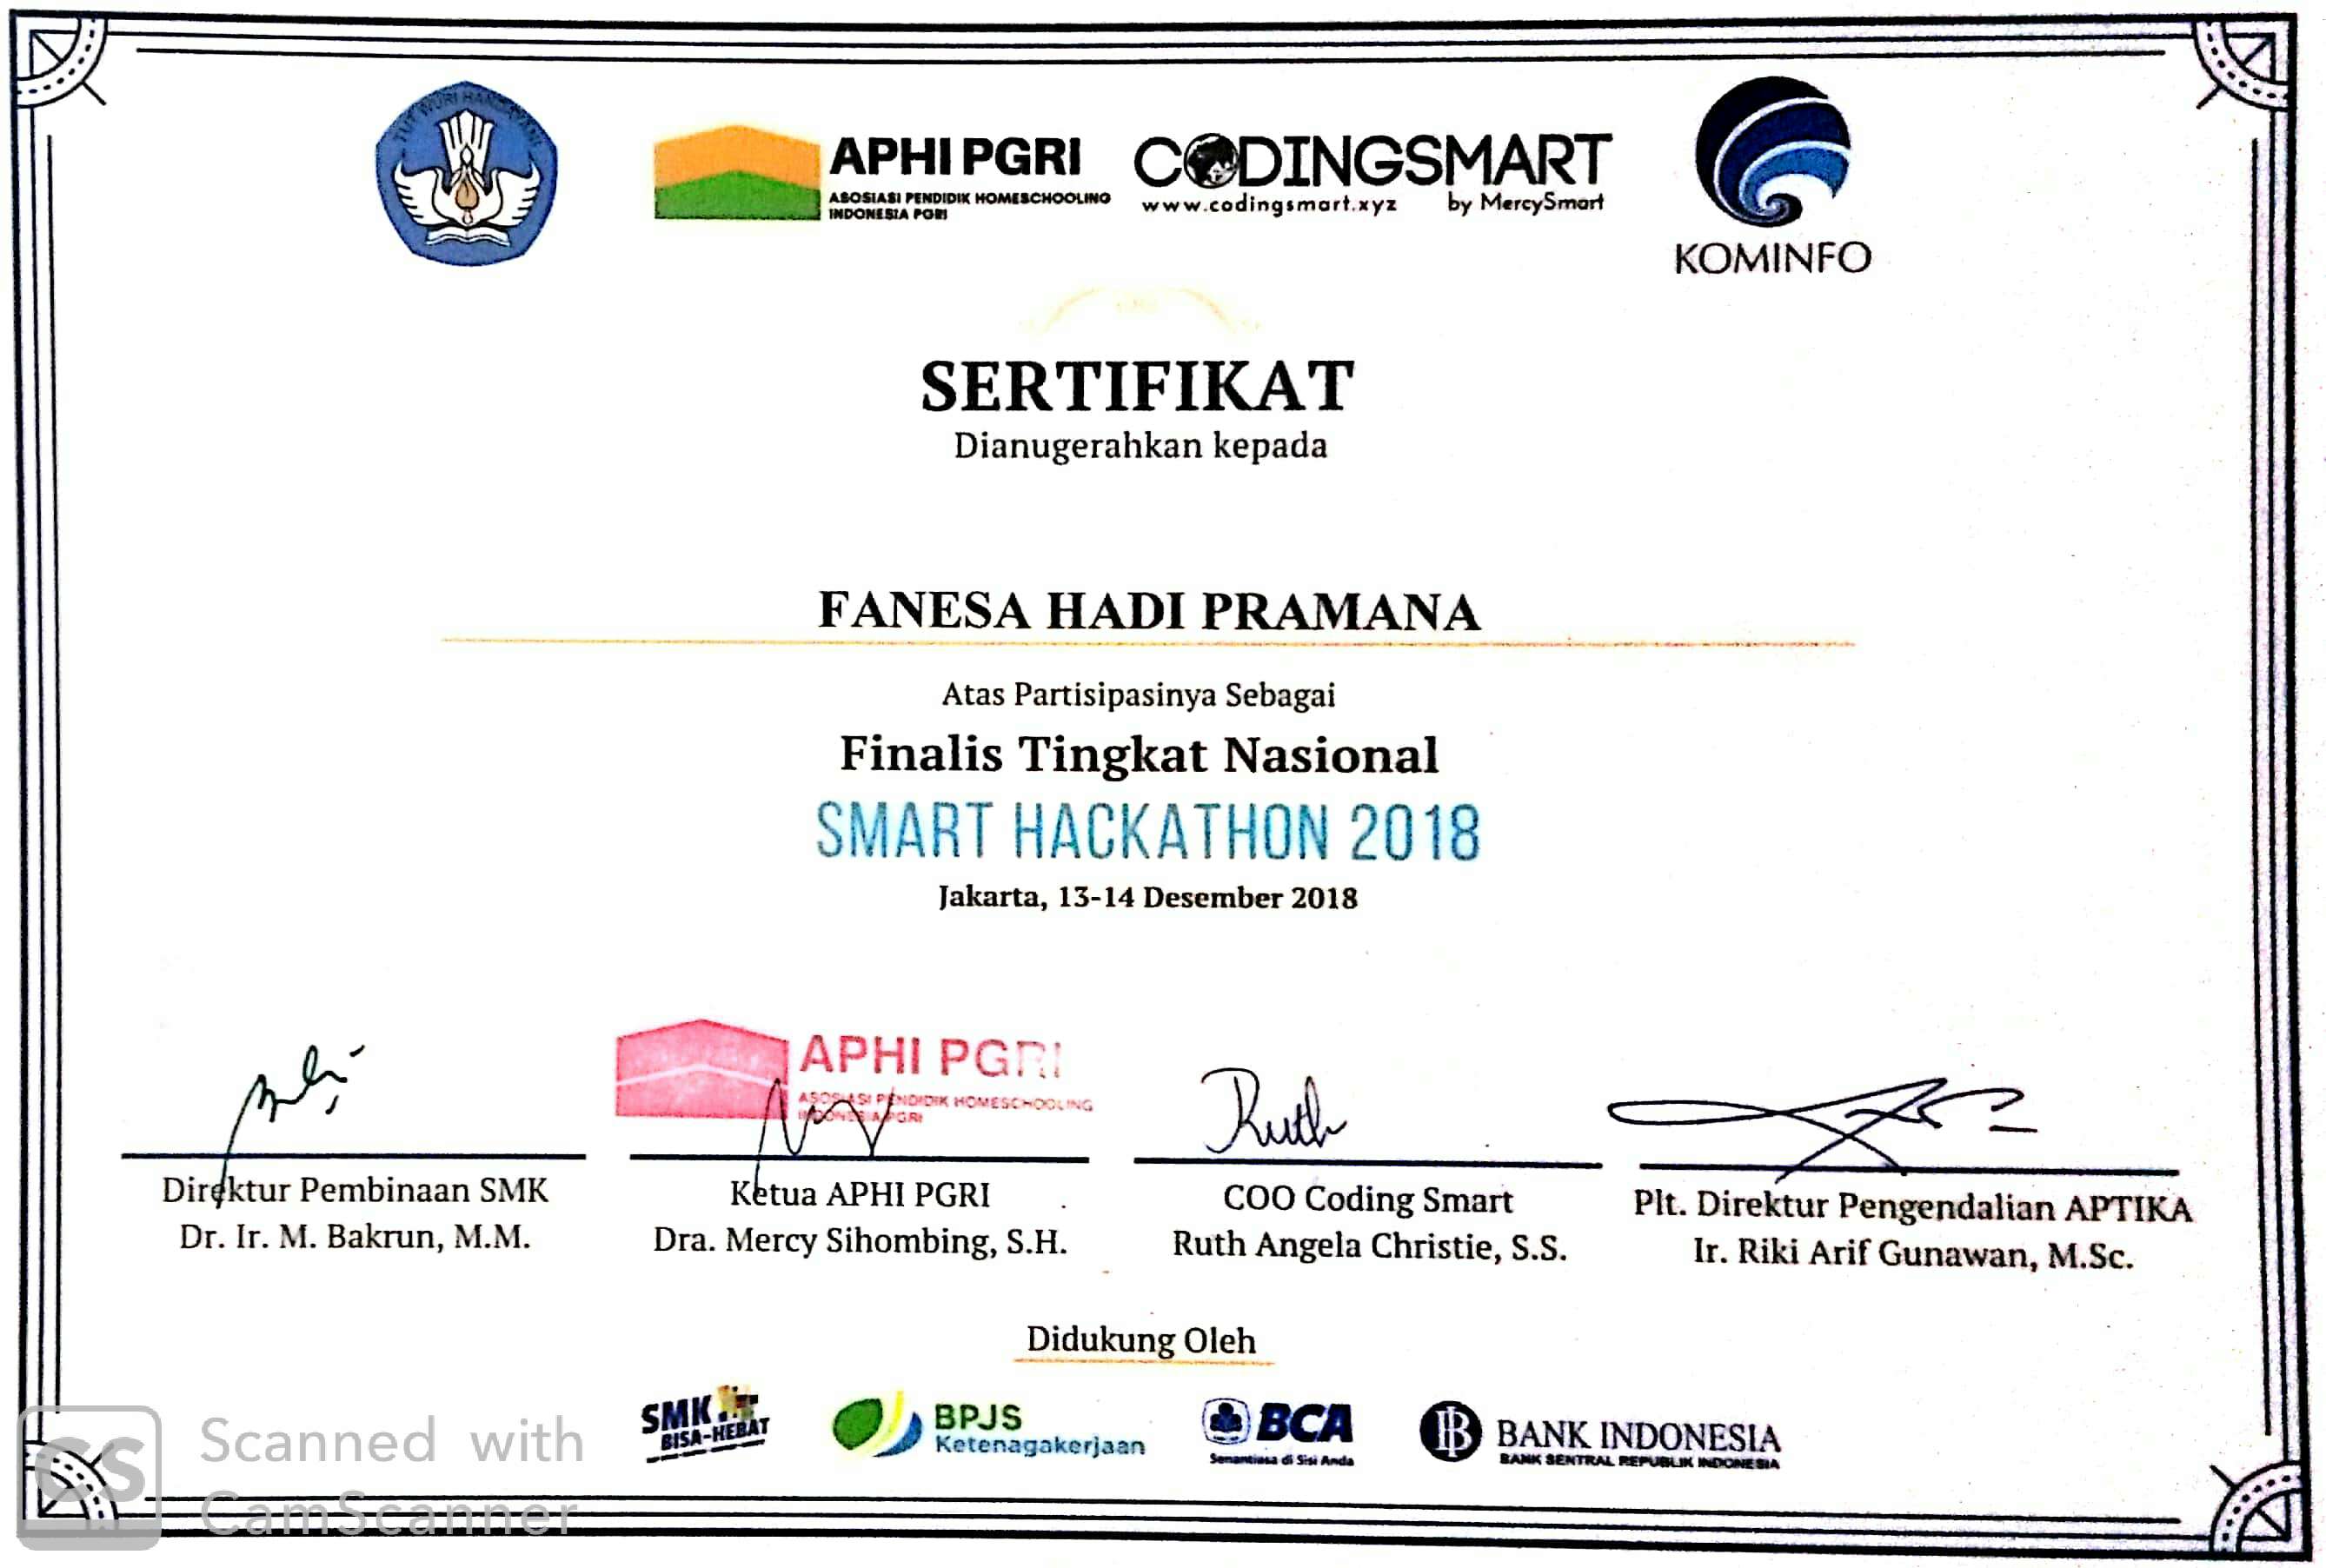 TUT WURI HANDAYANI
APHI PGRI
ASOSIASI PENDIDIK HOMESCHOOLING
INDONESIA PGRI
CODINGSMART
www.codingsmart.xyz by MercySmart
KOMINFO
SERTIFIKAT
Dianugerahkan kepada
FANESA HADI PRAMANA
Atas Partisipasinya Sebagai
Finalis Tingkat Nasional
SMART HACKATHON 2018
Jakarta, 13-14 Desember 2018
APHI PGRI
ASOSIASI PENDIDIK HOMESCHOOLING
INDONESIA PGRI
Ruth
Direktur Pembinaan SMK
Dr. Ir. M. Bakrun, M.M.
Ketua APHI PGRI
Dra. Mercy Sihombing, S.H.
COO Coding Smart
Ruth Angela Christie, S.S.
Plt. Direktur Pengendalian APTIKA
Ir. Riki Arif Gunawan, M.Sc.
Didukung Oleh
SMK
BISA-HEBAT
BPJS
Ketenagakerjaan
BCA
Senantiasa di Sisi Anda
BANK INDONESIA
BANK SENTRAL REPUBLIK INDONESIA
CS
Scanned with
CamScanner